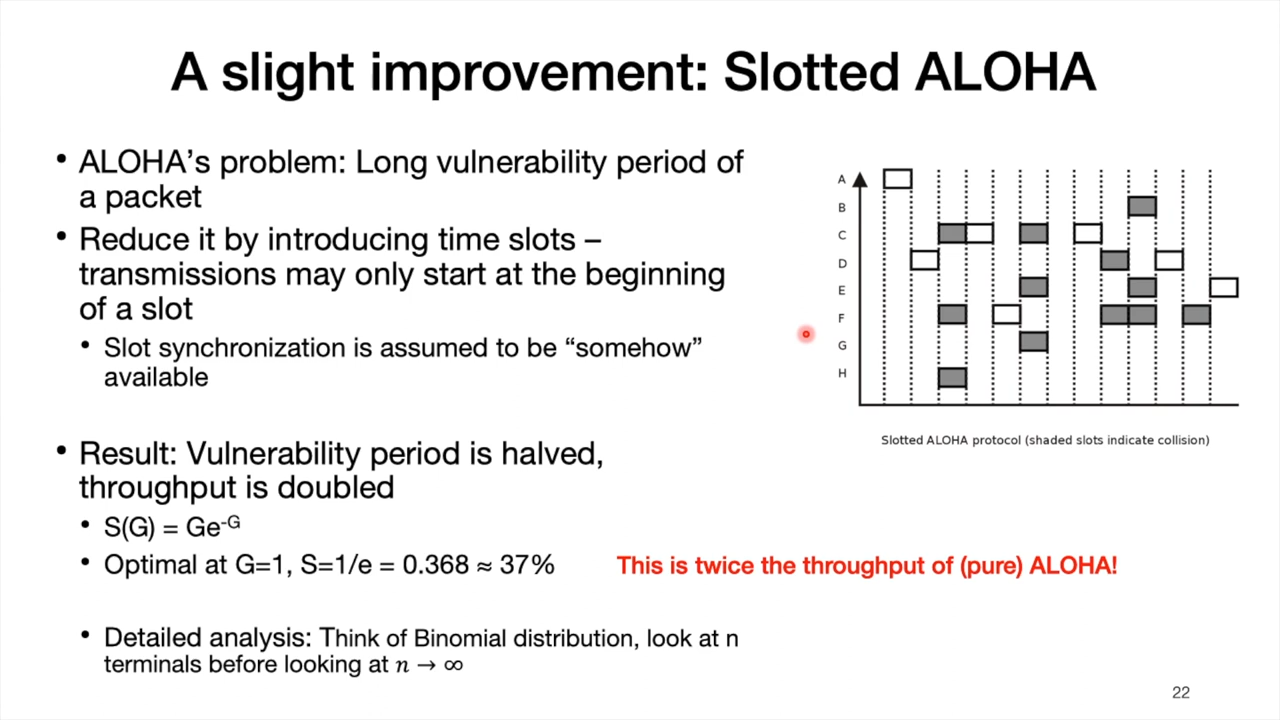 A slight improvement: Slotted ALOHA
• ALOHA’s problem: Long vulnerability period of
a packet
• Reduce it by introducing time slots –
transmissions may only start at the beginning
of a slot
• Slot synchronization is assumed to be “somehow”
available
• Result: Vulnerability period is halved,
throughput is doubled
• S(G) = Ge-G
• Optimal at G=1, S=1/e = 0.368 ≈ 37%
This is twice the throughput of (pure) ALOHA!
• Detailed analysis: Think of Binomial distribution, look at n
terminals before looking at n → ∞
A
B
C
D
E
F
G
H
Slotted ALOHA protocol (shaded slots indicate collision)
22